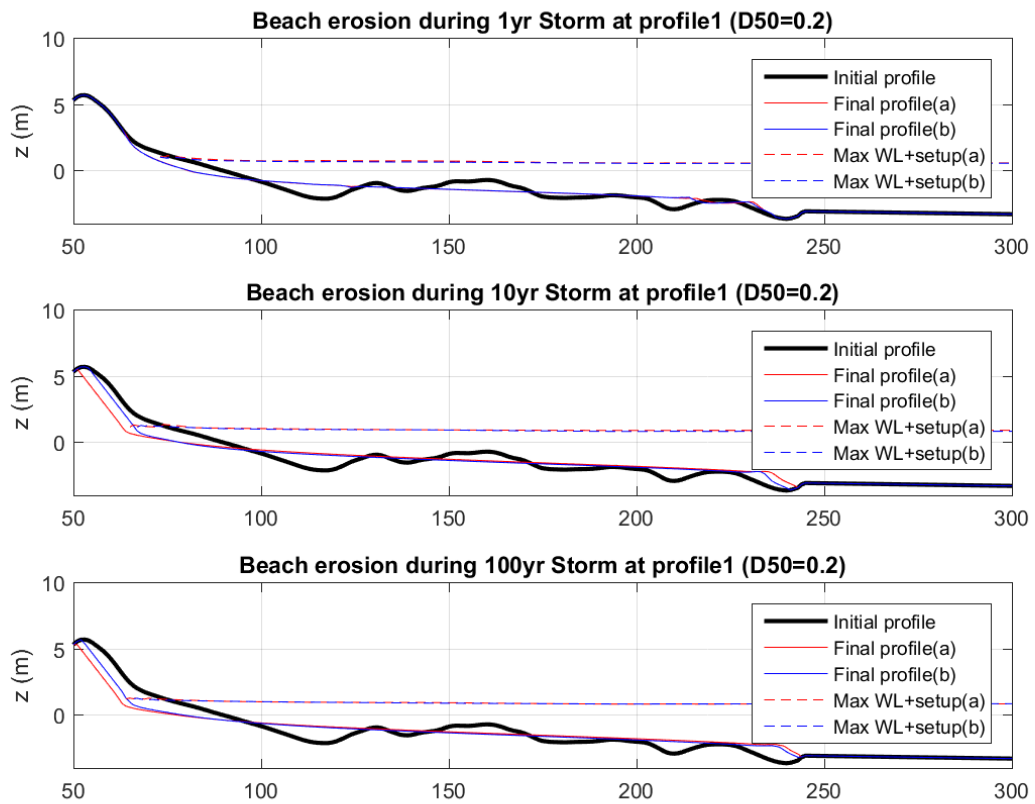 Beach erosion during 1yr Storm at profile1 (D50=0.2)
10
5
0
z (m)
Initial profile
Final profile(a)
Final profile(b)
Max WL+setup(a)
Max WL+setup(b)
50 100 150 200 250 300
Beach erosion during 10yr Storm at profile1 (D50=0.2)
10
5
0
z (m)
Initial profile
Final profile(a)
Final profile(b)
Max WL+setup(a)
Max WL+setup(b)
50 100 150 200 250 300
Beach erosion during 100yr Storm at profile1 (D50=0.2)
10
5
0
z (m)
Initial profile
Final profile(a)
Final profile(b)
Max WL+setup(a)
Max WL+setup(b)
50 100 150 200 250 300